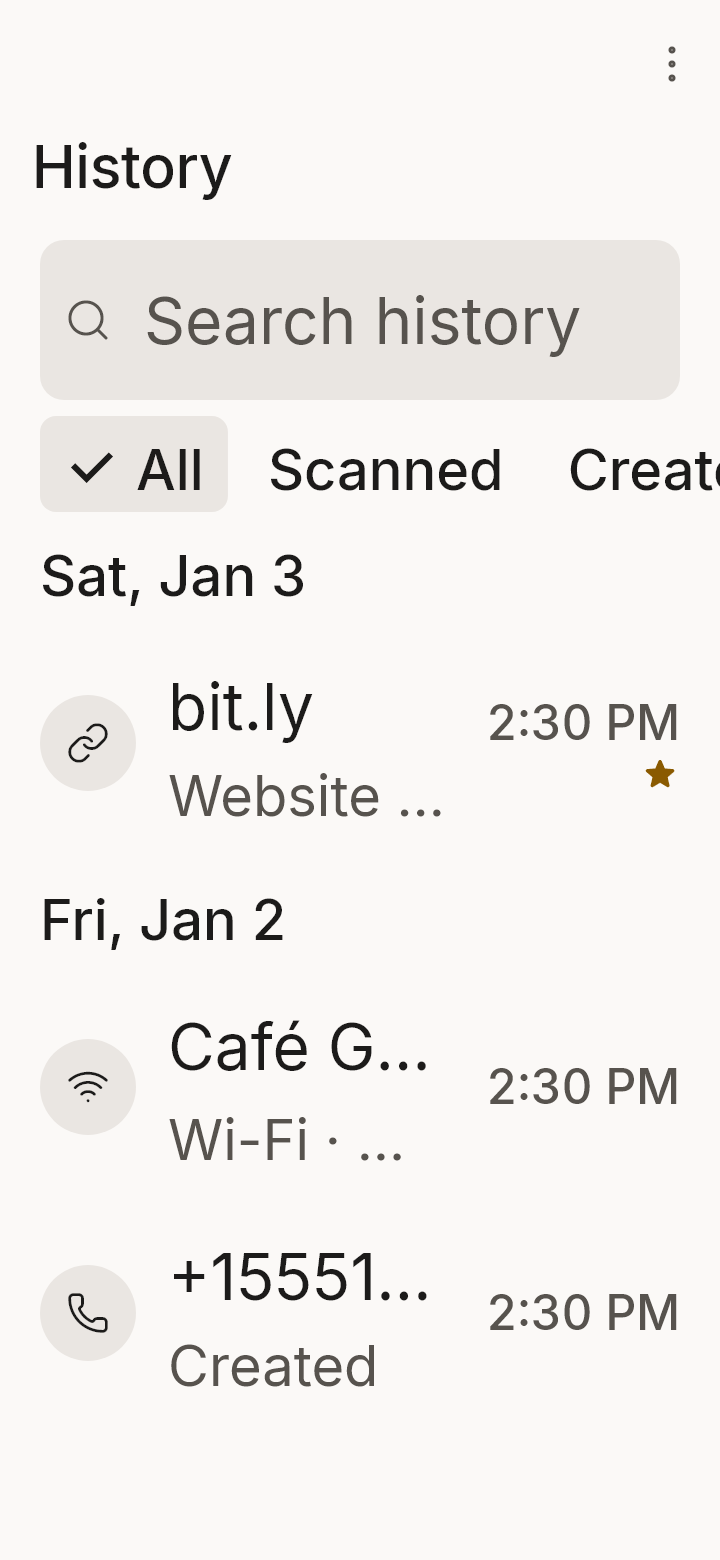 History
Search history
All Scanned Create
Sat, Jan 3
bit.ly
2:30 PM
Website ...
Fri, Jan 2
Café G...
2:30 PM
Wi-Fi · ...
+15551...
2:30 PM
Created